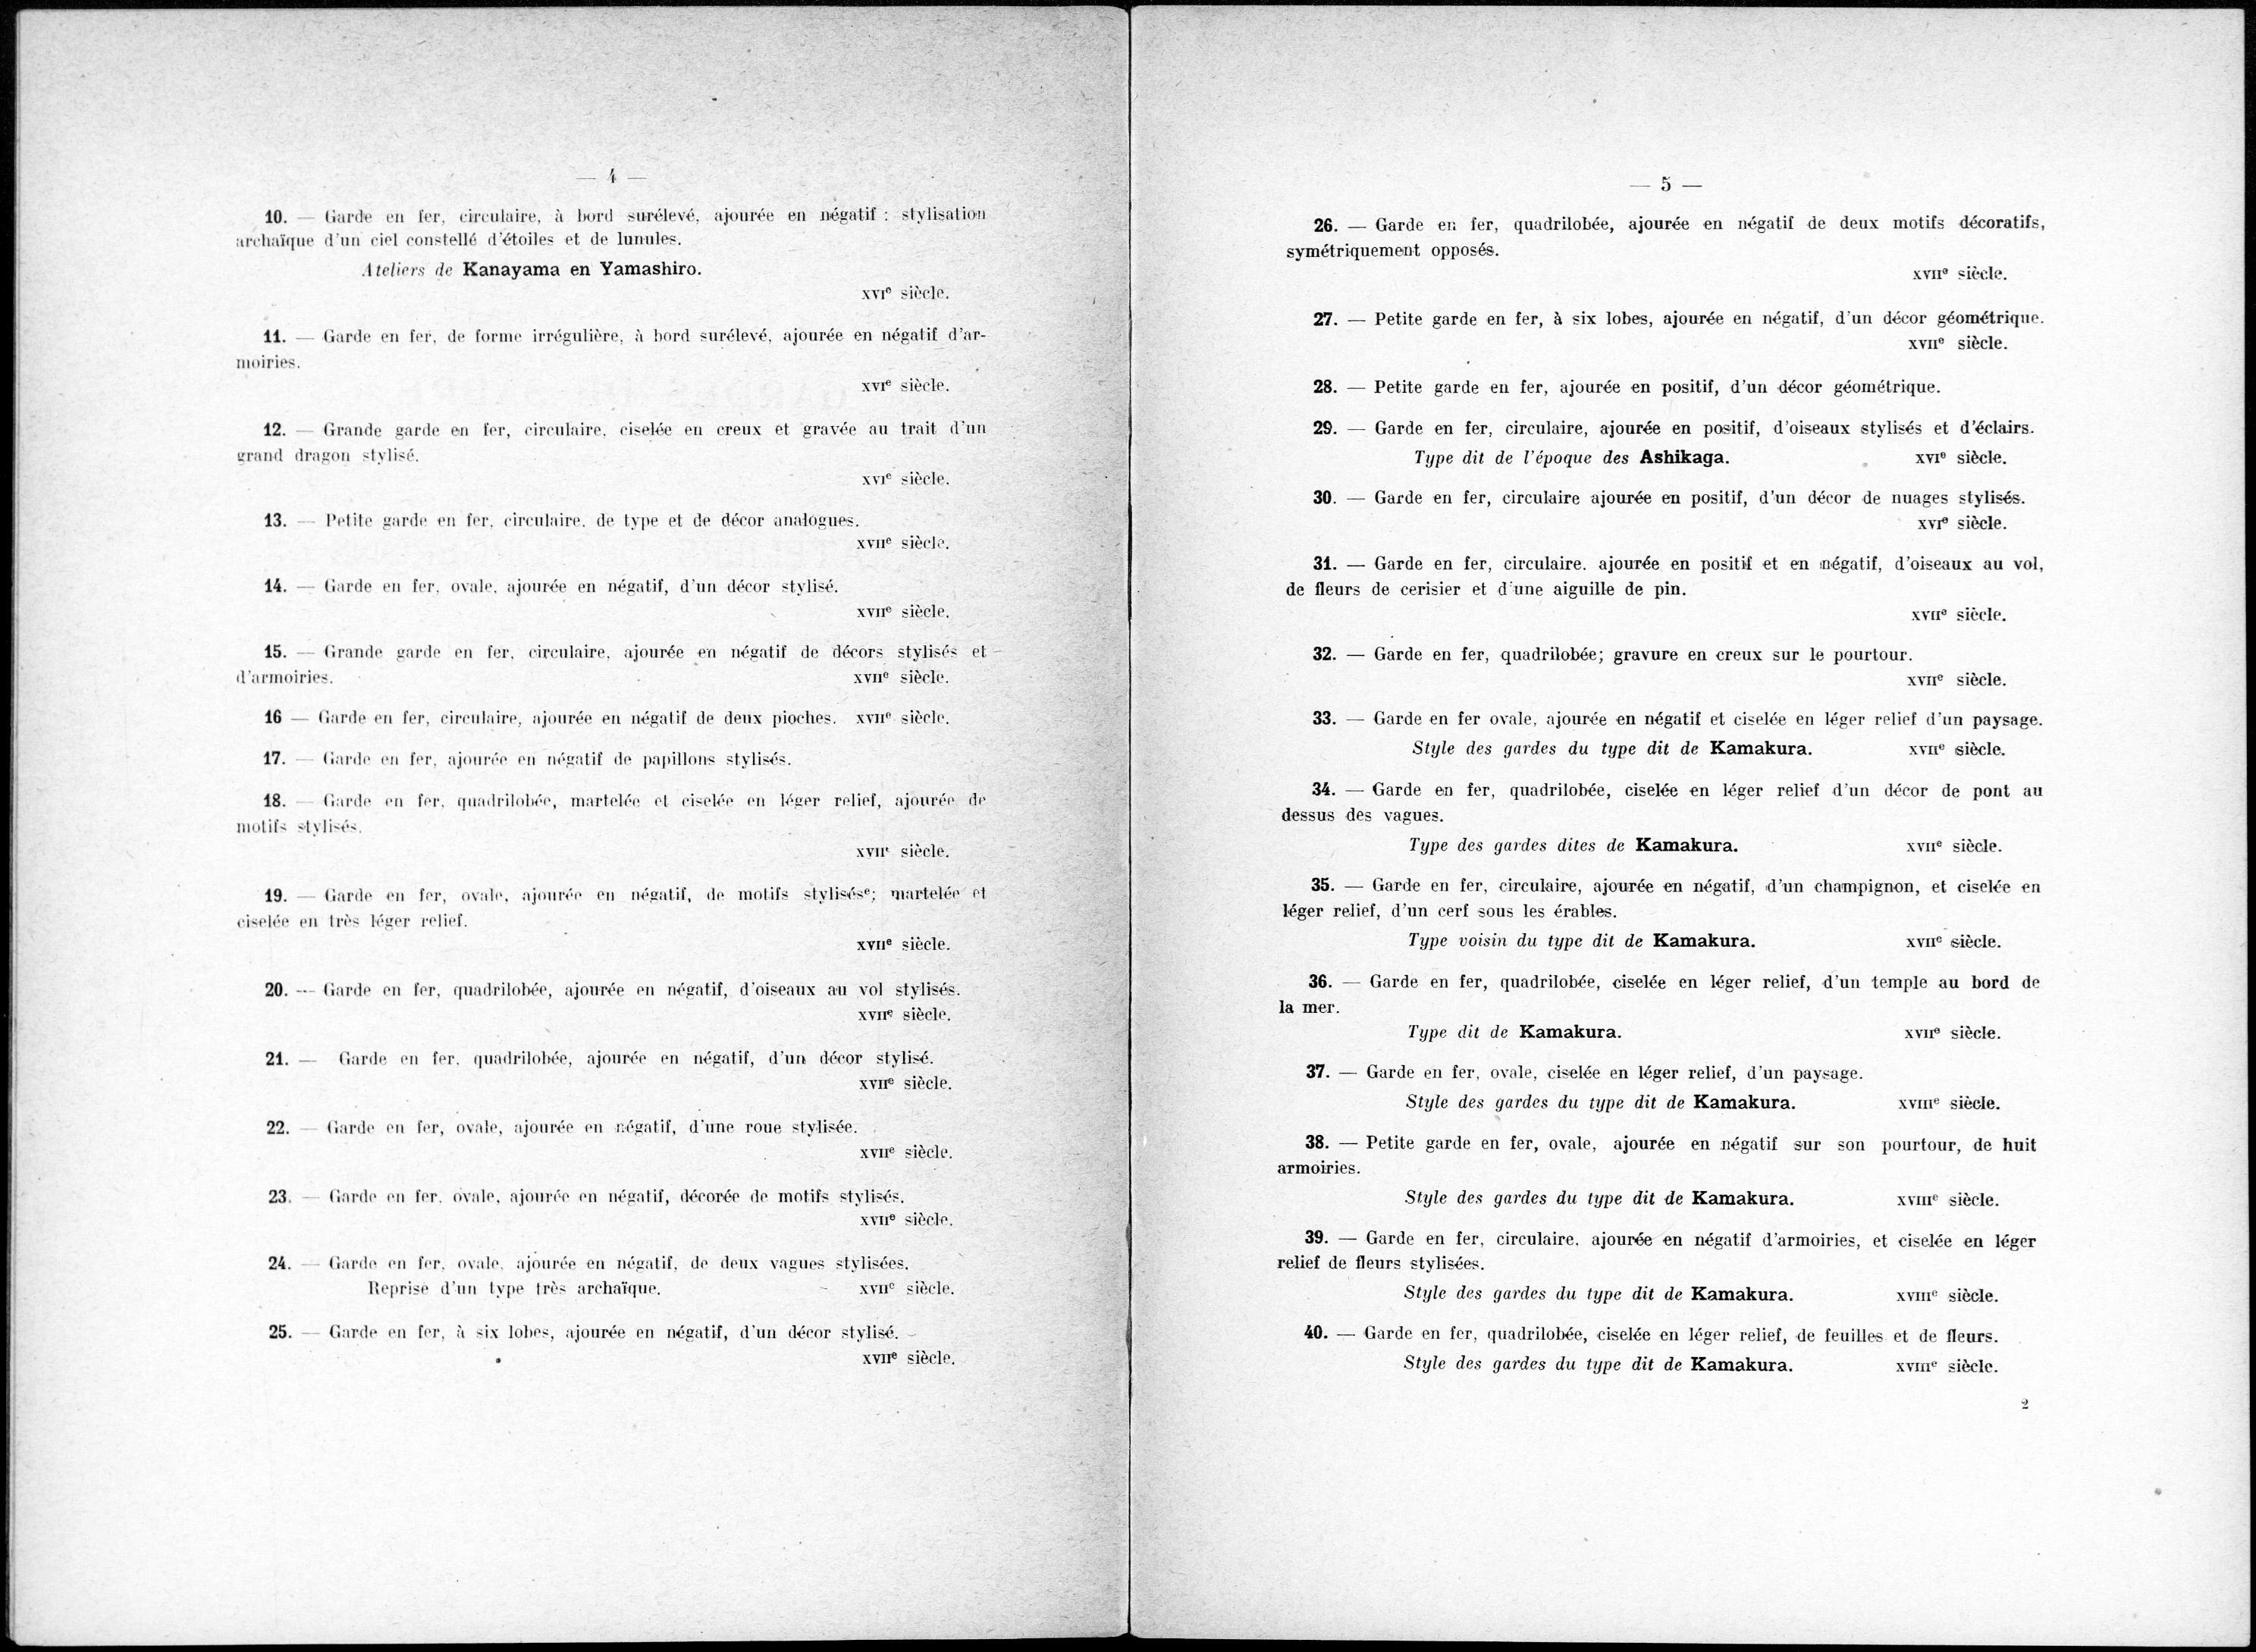 — 4 —
10. — Garde en fer, circulaire, à bord surélevé, ajourée en négatif : stylisation
archaïque d'un ciel constellé d'étoiles et de lunules.
Ateliers de Kanayama en Yamashiro.
XVIe siècle.
11. — Garde en fer, de forme irrégulière, à bord surélevé, ajourée en négatif d'ar-
moiries.
XVIe siècle.
12. — Grande garde en fer, circulaire, ciselée en creux et gravée au trait d'un
grand dragon stylisé.
XVIe siècle.
13. — Petite garde en fer, circulaire, de type et de décor analogues.
XVIIe siècle.
14. — Garde en fer, ovale, ajourée en négatif, d'un décor stylisé.
XVIIe siècle.
15. — Grande garde en fer, circulaire, ajourée en négatif de décors stylisés et
d'armoiries. XVIIe siècle.
16 — Garde en fer, circulaire, ajourée en négatif de deux pioches. XVIIe siècle.
17. — Garde en fer, ajourée en négatif de papillons stylisés.
18. — Garde en fer, quadrilobée, martelée et ciselée en léger relief, ajourée de
motifs stylisés.
XVIIe siècle.
19. — Garde en fer, ovale, ajourée en négatif, de motifs stylisése; martelée et
ciselée en très léger relief.
XVIIe siècle.
20. — Garde en fer, quadrilobée, ajourée en négatif, d'oiseaux au vol stylisés.
XVIIe siècle.
21. — Garde en fer, quadrilobée, ajourée en négatif, d'un décor stylisé.
XVIIe siècle.
22. — Garde en fer, ovale, ajourée en négatif, d'une roue stylisée.
XVIIe siècle.
23. — Garde en fer, ovale, ajourée en négatif, décorée de motifs stylisés.
XVIIe siècle.
24. — Garde en fer, ovale, ajourée en négatif, de deux vagues stylisées.
Reprise d'un type très archaïque. XVIIe siècle.
25. — Garde en fer, à six lobes, ajourée en négatif, d'un décor stylisé.
XVIIe siècle.
— 5 —
26. — Garde en fer, quadrilobée, ajourée en négatif de deux motifs décoratifs,
symétriquement opposés.
XVIIe siècle.
27. — Petite garde en fer, à six lobes, ajourée en négatif, d'un décor géométrique.
XVIIe siècle.
28. — Petite garde en fer, ajourée en positif, d'un décor géométrique.
29. — Garde en fer, circulaire, ajourée en positif, d'oiseaux stylisés et d'éclairs.
Type dit de l'époque des Ashikaga. XVIe siècle.
30. — Garde en fer, circulaire ajourée en positif, d'un décor de nuages stylisés.
XVIe siècle.
31. — Garde en fer, circulaire. ajourée en positif et en négatif, d'oiseaux au vol,
de fleurs de cerisier et d'une aiguille de pin.
XVIIe siècle.
32. — Garde en fer, quadrilobée; gravure en creux sur le pourtour.
XVIIe siècle.
33. — Garde en fer ovale, ajourée en négatif et ciselée en léger relief d'un paysage.
Style des gardes du type dit de Kamakura. XVIIe siècle.
34. — Garde en fer, quadrilobée, ciselée en léger relief d'un décor de pont au
dessus des vagues.
Type des gardes dites de Kamakura. XVIIe siècle.
35. — Garde en fer, circulaire, ajourée en négatif, d'un champignon, et ciselée en
léger relief, d'un cerf sous les érables.
Type voisin du type dit de Kamakura. XVIIe siècle.
36. — Garde en fer, quadrilobée, ciselée en léger relief, d'un temple au bord de
la mer.
Type dit de Kamakura. XVIIe siècle.
37. — Garde en fer, ovale, ciselée en léger relief, d'un paysage.
Style des gardes du type dit de Kamakura. XVIIIe siècle.
38. — Petite garde en fer, ovale, ajourée en négatif sur son pourtour, de huit
armoiries.
Style des gardes du type dit de Kamakura. XVIIIe siècle.
39. — Garde en fer, circulaire, ajourée en négatif d'armoiries, et ciselée en léger
relief de fleurs stylisées.
Style des gardes du type dit de Kamakura. XVIIIe siècle.
40. — Garde en fer, quadrilobée, ciselée en léger relief, de feuilles et de fleurs.
Style des gardes du type dit de Kamakura. XVIIIe siècle.
2